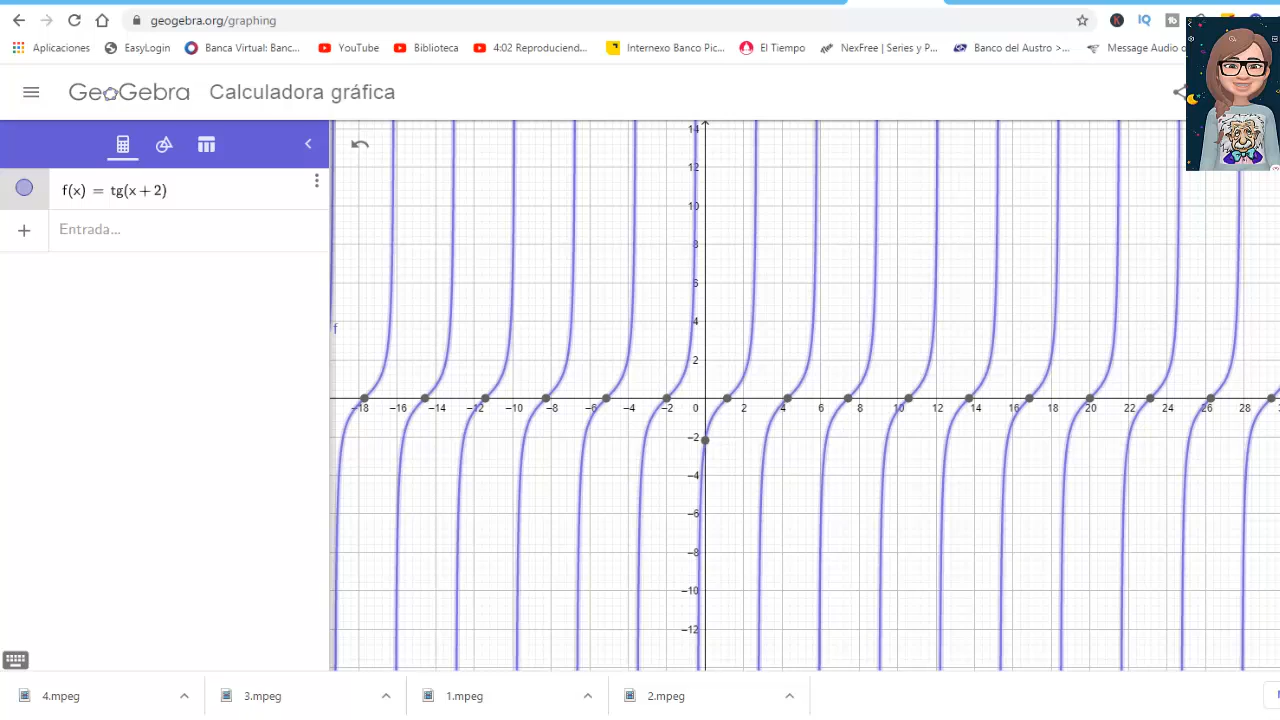 geogebra.org/graphing
Aplicaciones EasyLogin Banca Virtual: Banc... YouTube Biblioteca 4:02 Reproduciend... Internexo Banco Pic... El Tiempo NexFree | Series y P... Banco del Austro >... Message Audio
GeoGebra Calculadora gráfica
f(x) = tg(x + 2)
Entrada...
f
14
12
10
8
6
4
2
−18 −16 −14 −12 −10 −8 −6 −4 −2 0 2 4 6 8 10 12 14 16 18 20 22 24 26 28
−2
−4
−6
−8
−10
−12
4.mpeg 3.mpeg 1.mpeg 2.mpeg